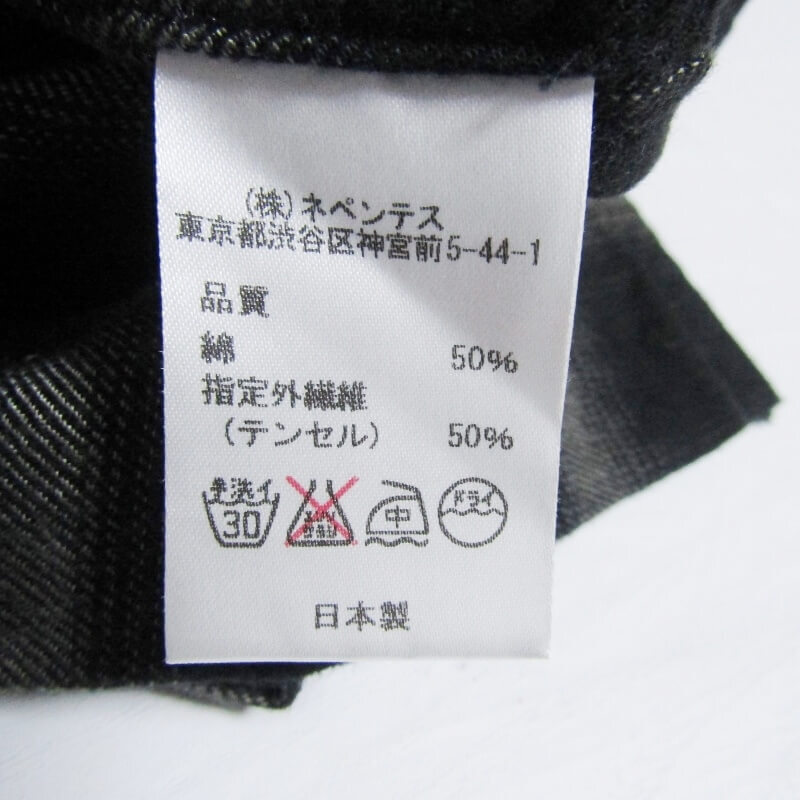 (株)ネペンテス
東京都渋谷区神宮前5-44-1
品質
綿 50%
指定外繊維
(テンセル) 50%
手洗イ 30
中
ドライ
日本製